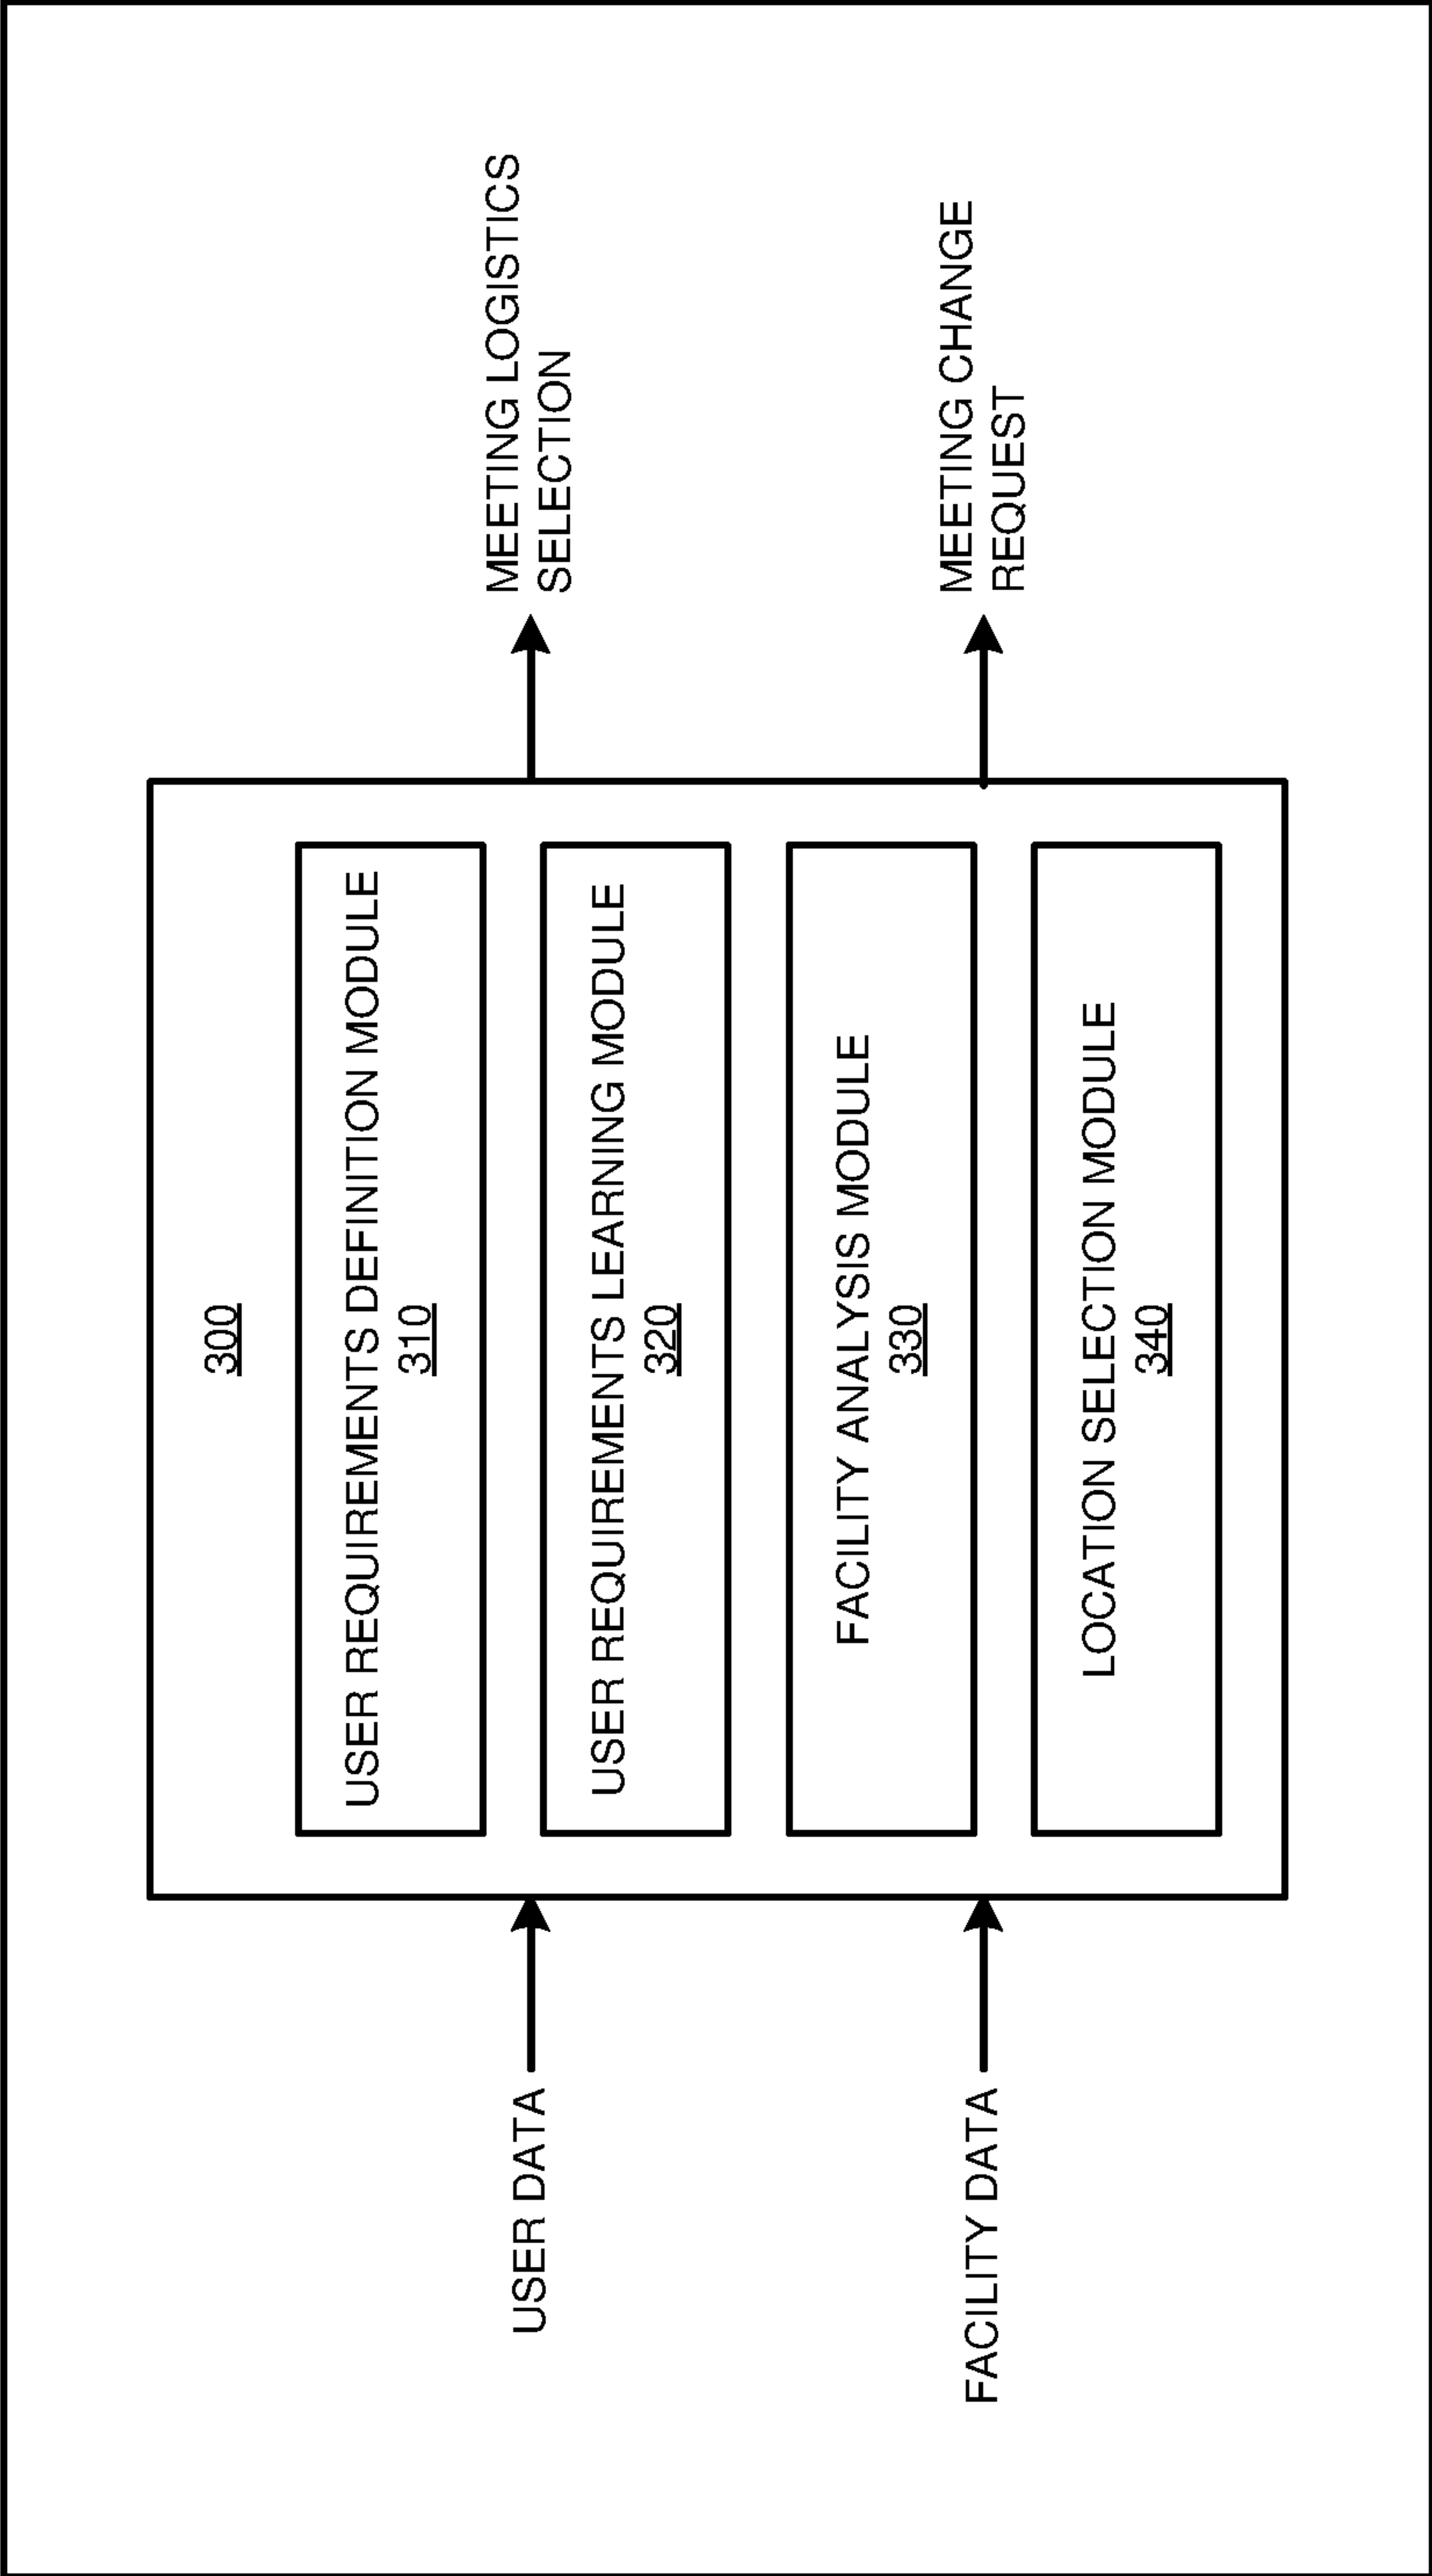 USER DATA
FACILITY DATA
300
USER REQUIREMENTS DEFINITION MODULE
310
USER REQUIREMENTS LEARNING MODULE
320
FACILITY ANALYSIS MODULE
330
LOCATION SELECTION MODULE
340
MEETING LOGISTICS
SELECTION
MEETING CHANGE
REQUEST